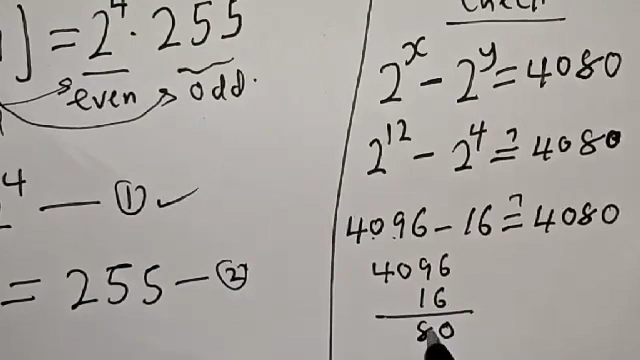 ] = 2⁴ · 255
even odd.
⁴ — ① ✓
= 255 — ②
Check
2ˣ - 2ʸ = 4080
2¹² - 2⁴ ?= 4080
4096 - 16 ?= 4080
4096
16
80